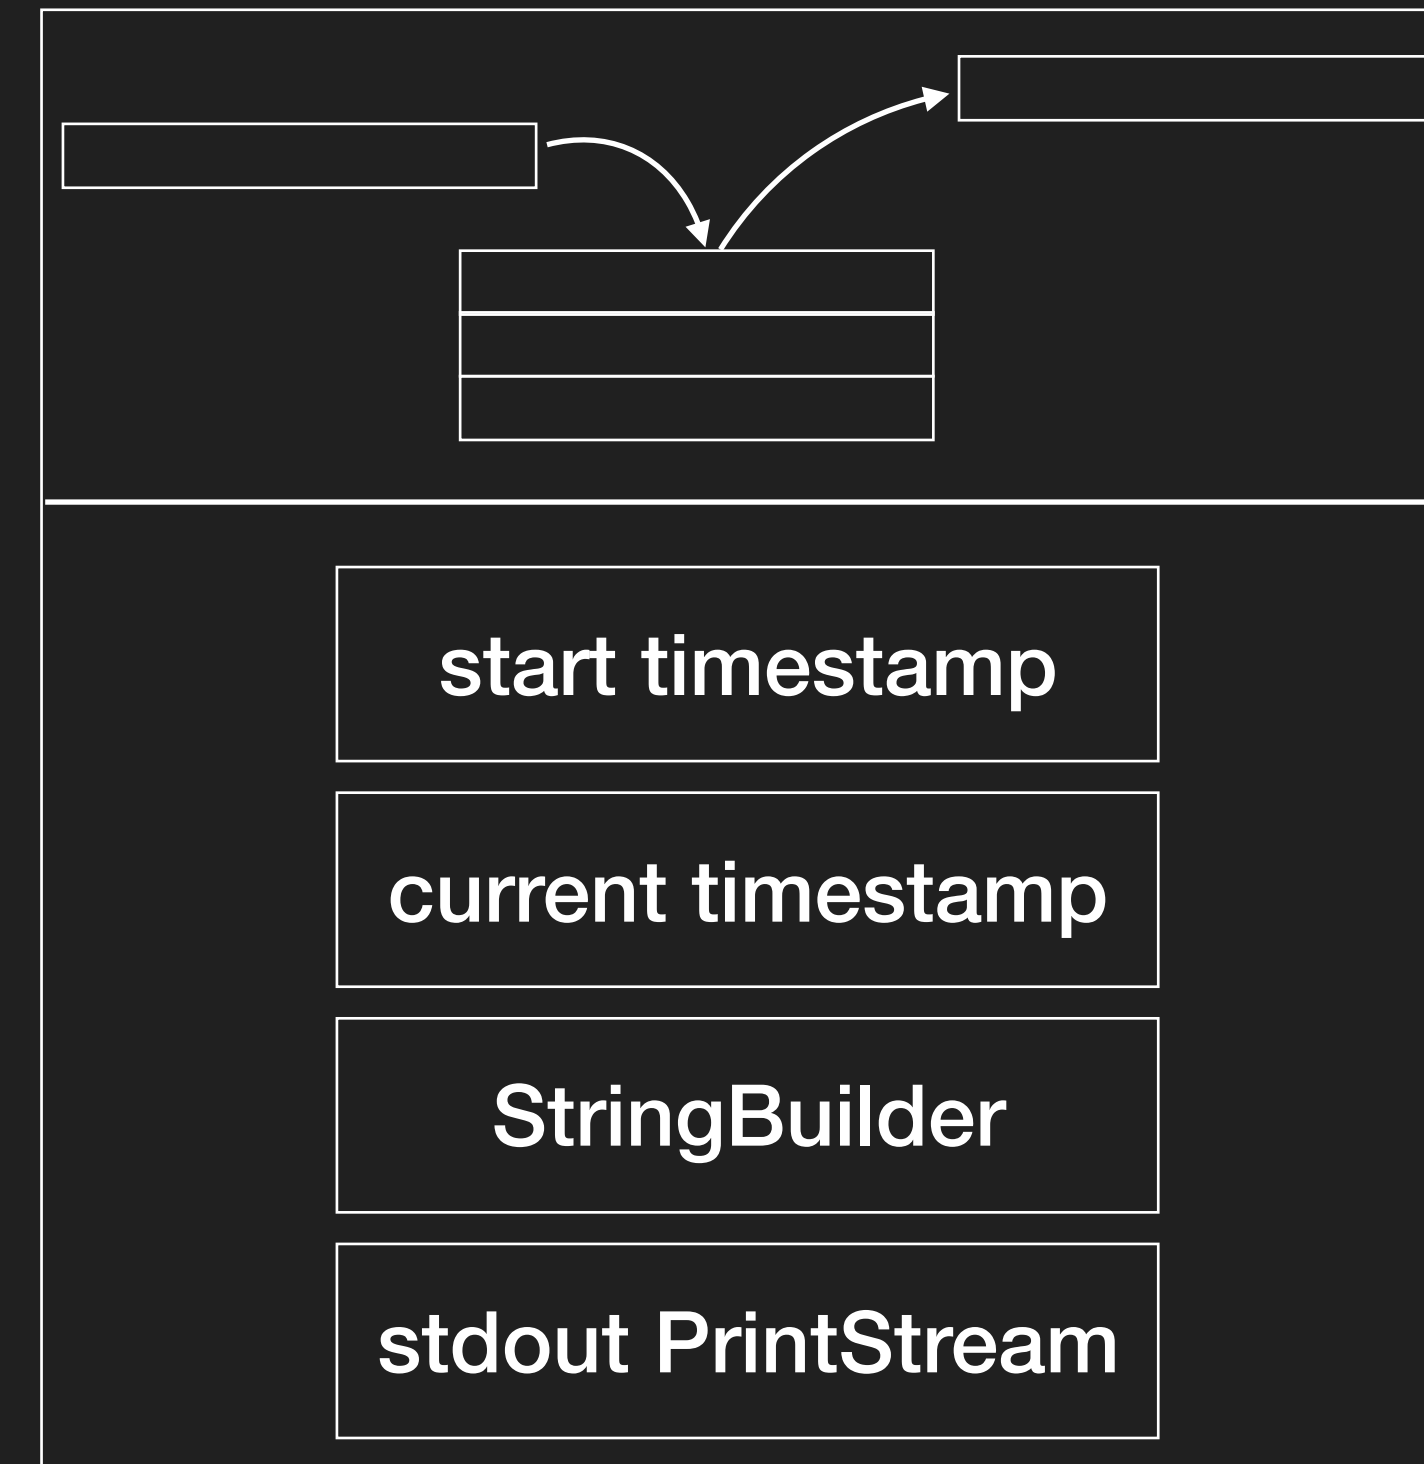 start timestamp
current timestamp
StringBuilder
stdout PrintStream